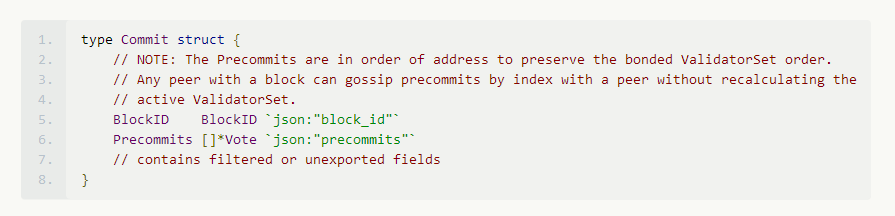 1. type Commit struct {
2.     // NOTE: The Precommits are in order of address to preserve the bonded ValidatorSet order.
3.     // Any peer with a block can gossip precommits by index with a peer without recalculating the
4.     // active ValidatorSet.
5.     BlockID    BlockID `json:"block_id"`
6.     Precommits []*Vote `json:"precommits"`
7.     // contains filtered or unexported fields
8. }